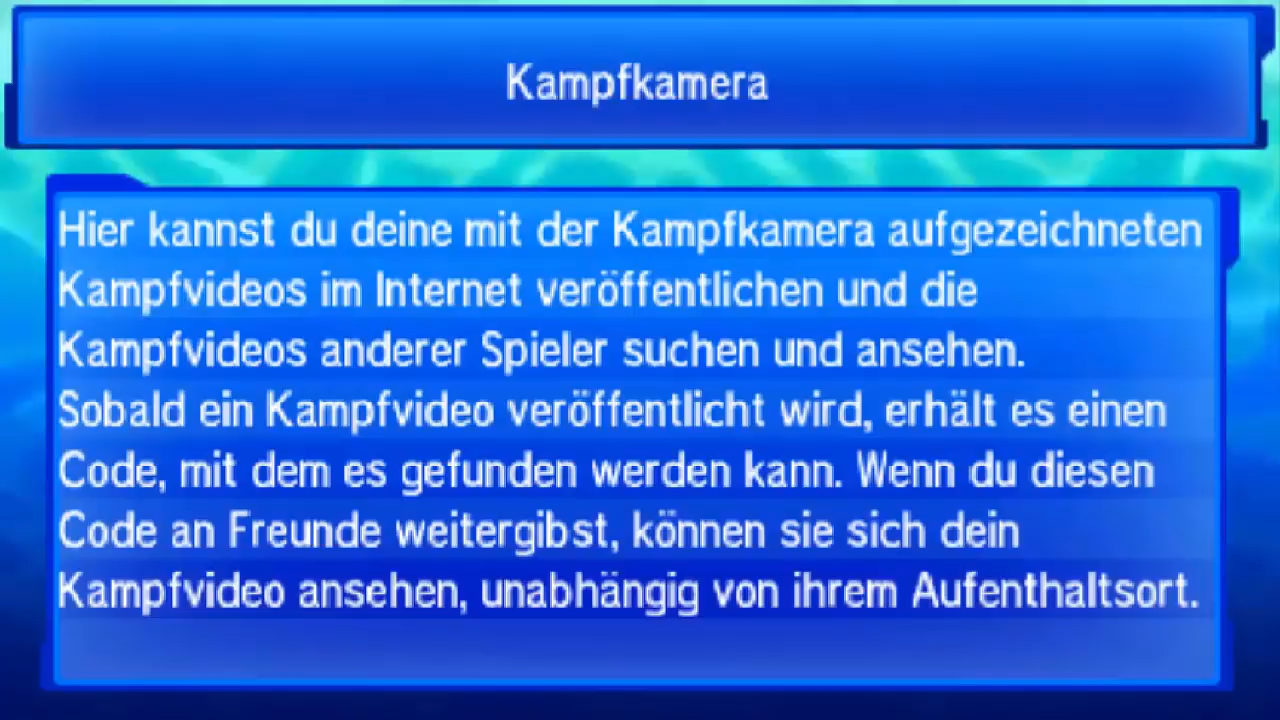 Kampfkamera
Hier kannst du deine mit der Kampfkamera aufgezeichneten
Kampfvideos im Internet veröffentlichen und die
Kampfvideos anderer Spieler suchen und ansehen.
Sobald ein Kampfvideo veröffentlicht wird, erhält es einen
Code, mit dem es gefunden werden kann. Wenn du diesen
Code an Freunde weitergibst, können sie sich dein
Kampfvideo ansehen, unabhängig von ihrem Aufenthaltsort.